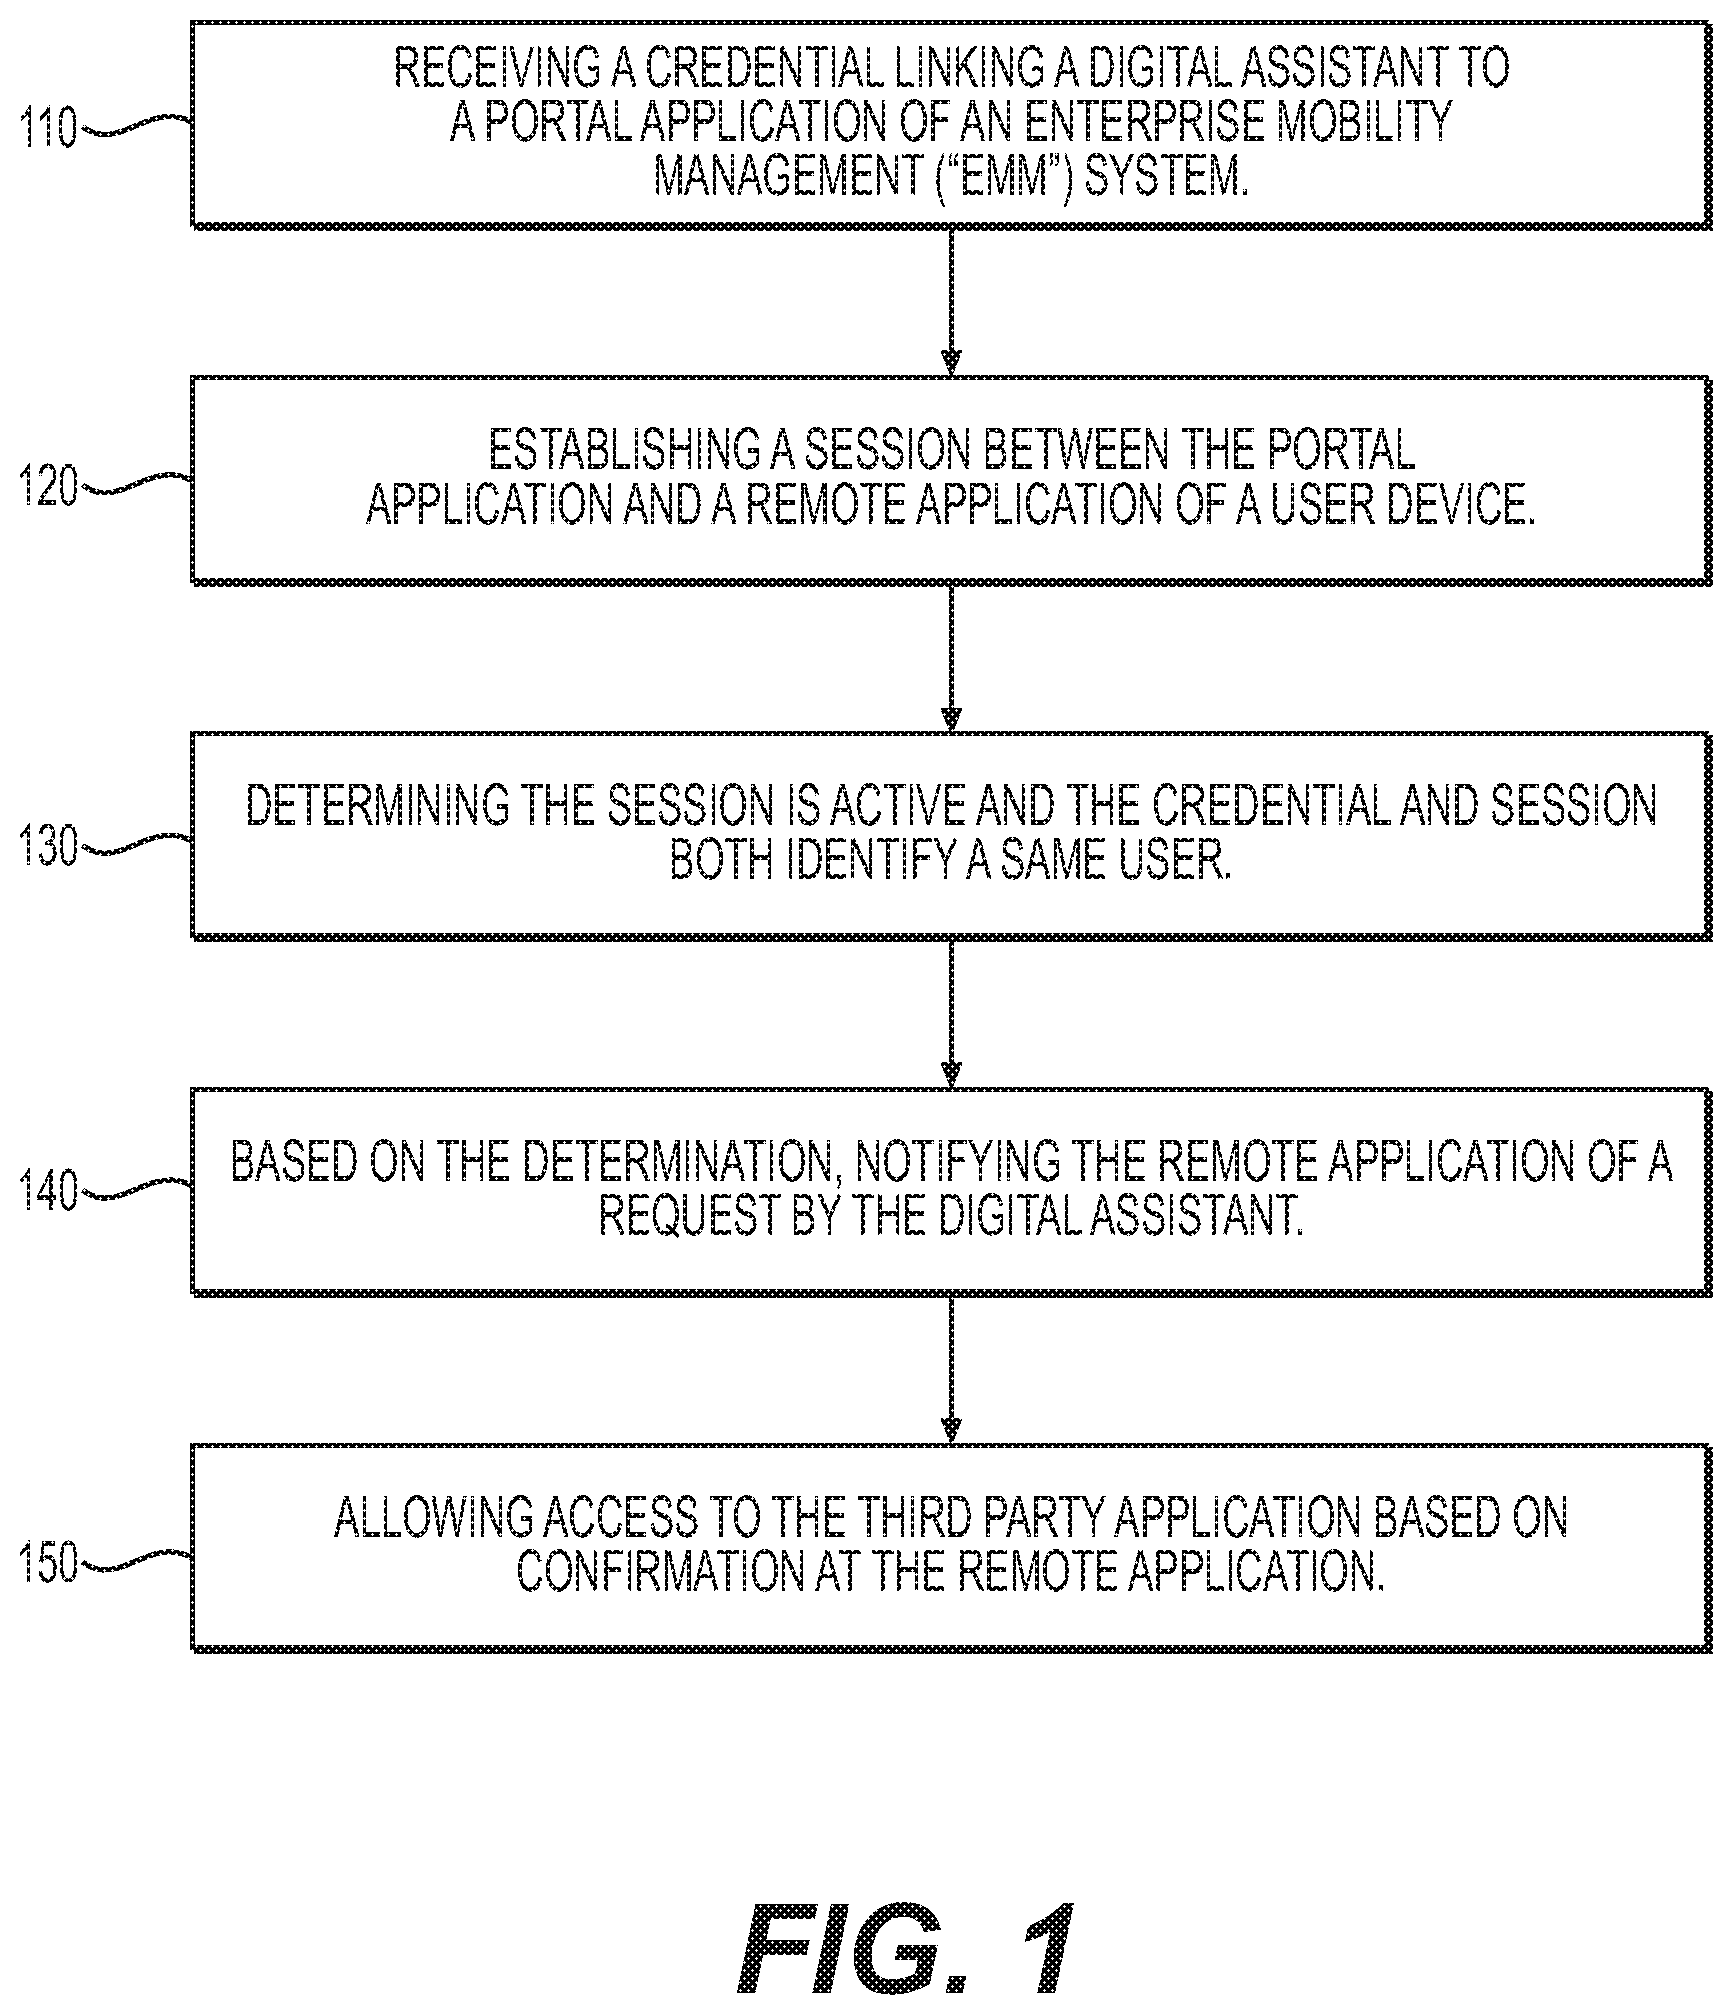 110
RECEIVING A CREDENTIAL LINKING A DIGITAL ASSISTANT TO
A PORTAL APPLICATION OF AN ENTERPRISE MOBILITY
MANAGEMENT (“EMM”) SYSTEM.
120
ESTABLISHING A SESSION BETWEEN THE PORTAL
APPLICATION AND A REMOTE APPLICATION OF A USER DEVICE.
130
DETERMINING THE SESSION IS ACTIVE AND THE CREDENTIAL AND SESSION
BOTH IDENTIFY A SAME USER.
140
BASED ON THE DETERMINATION, NOTIFYING THE REMOTE APPLICATION OF A
REQUEST BY THE DIGITAL ASSISTANT.
150
ALLOWING ACCESS TO THE THIRD PARTY APPLICATION BASED ON
CONFIRMATION AT THE REMOTE APPLICATION.
FIG. 1